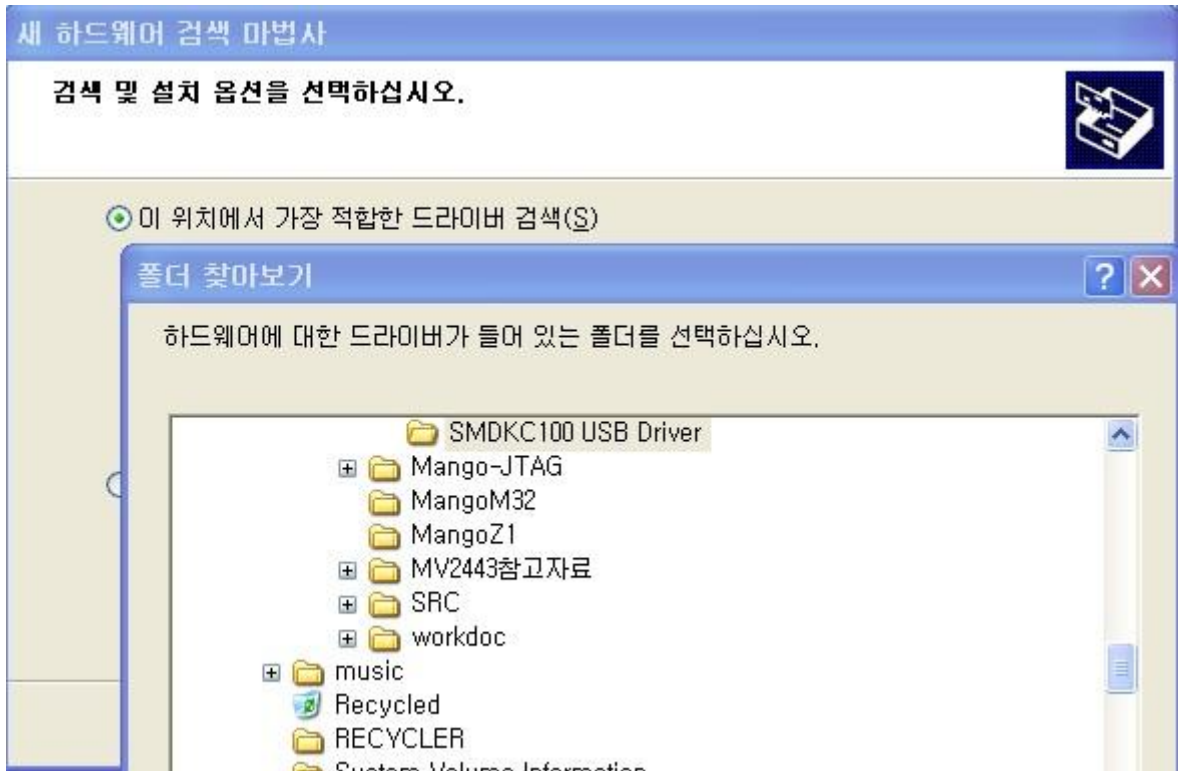 새 하드웨어 검색 마법사
검색 및 설치 옵션을 선택하십시오.
이 위치에서 가장 적합한 드라이버 검색(S)
폴더 찾아보기
하드웨어에 대한 드라이버가 들어 있는 폴더를 선택하십시오.
SMDKC100 USB Driver
Mango-JTAG
MangoM32
MangoZ1
MV2443참고자료
SRC
workdoc
music
Recycled
RECYCLER
System Volume Information